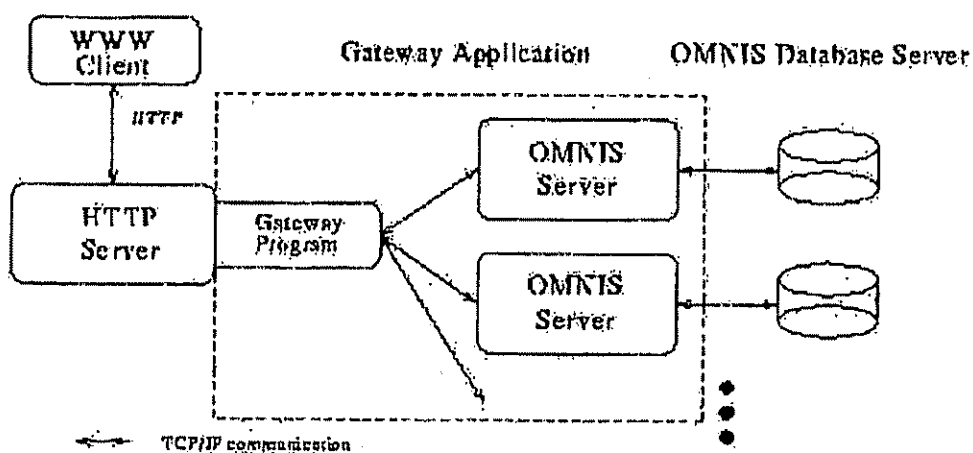 WWW
Client
Gateway Application
OMNIS Database Server
HTTP
HTTP
Server
Gateway
Program
OMNIS
Server
OMNIS
Server
TCP/IP communication